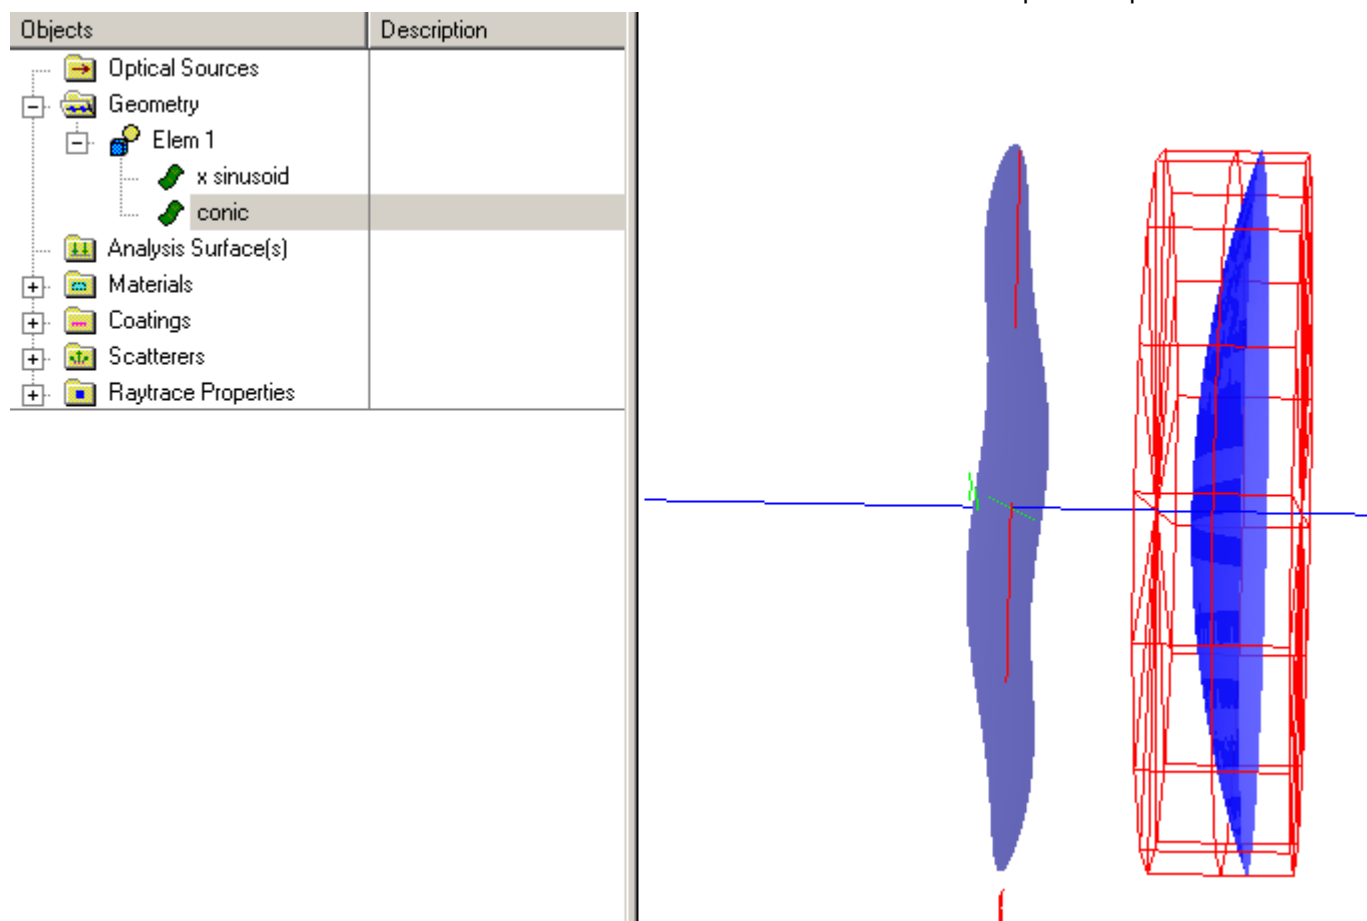 Objects Description
Optical Sources
Geometry
Elem 1
x sinusoid
conic
Analysis Surface(s)
Materials
Coatings
Scatterers
Raytrace Properties